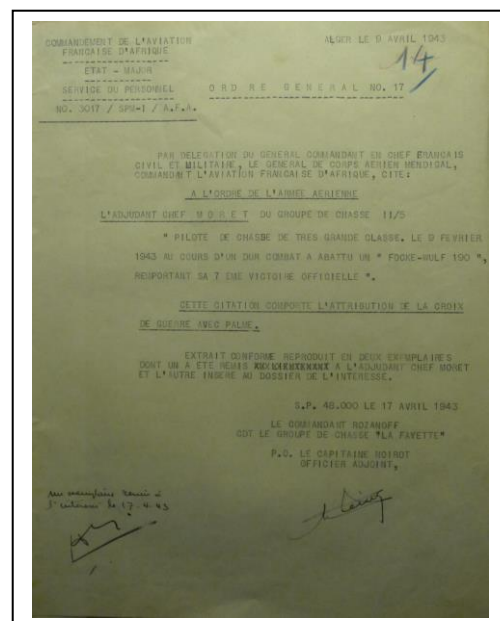 COMMANDEMENT DE L'AVIATION
FRANCAISE D'AFRIQUE
ALGER LE 9 AVRIL 1943
14
ETAT - MAJOR
SERVICE DU PERSONNEL
O R D R E G E N E R A L NO. 17
NO. 3017 / SPM-1 / A.F.A.
PAR DELEGATION DU GENERAL COMMANDANT EN CHEF FRANCAIS
CIVIL ET MILITAIRE, LE GENERAL DE CORPS AERIEN MENDIGAL,
COMMANDANT L'AVIATION FRANCAISE D'AFRIQUE, CITE:
A L'ORDRE DE L'ARMEE AERIENNE
L'ADJUDANT CHEF M O R E T DU GROUPE DE CHASSE II/5
" PILOTE DE CHASSE DE TRES GRANDE CLASSE. LE 9 FEVRIER
1943 AU COURS D'UN DUR COMBAT A ABATTU UN " FOCKE-WULF 190 ",
REMPORTANT SA 7 EME VICTOIRE OFFICIELLE ".
CETTE CITATION COMPORTE L'ATTRIBUTION DE LA CROIX
DE GUERRE AVEC PALME.
EXTRAIT CONFORME REPRODUIT EN DEUX EXEMPLAIRES
DONT UN A ETE REMIS A L'ADJUDANT CHEF MORET
ET L'AUTRE INSERE AU DOSSIER DE L'INTERESSE.
S.P. 48.000 LE 17 AVRIL 1943
LE COMMANDANT ROZANOFF
CDT LE GROUPE DE CHASSE "LA FAYETTE"
P.O. LE CAPITAINE NOIROT
OFFICIER ADJOINT,
un exemplaire remis à
l'intéressé le 17.4.43